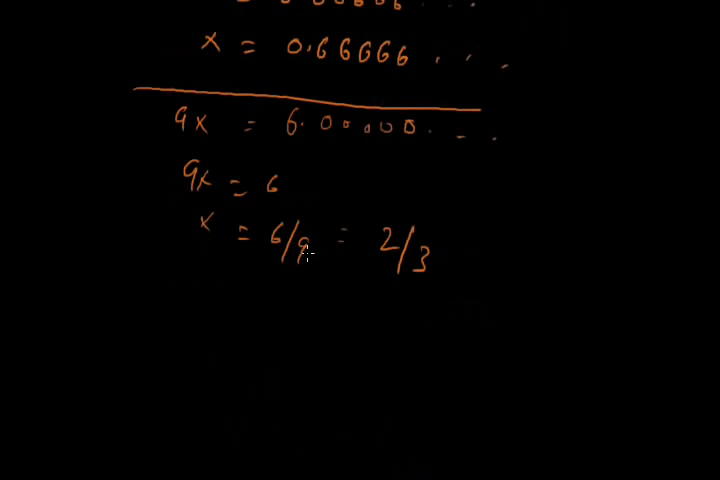 x = 0.66666 . . .
9x = 6.00000. . .
9x = 6
x = 6/9 = 2/3